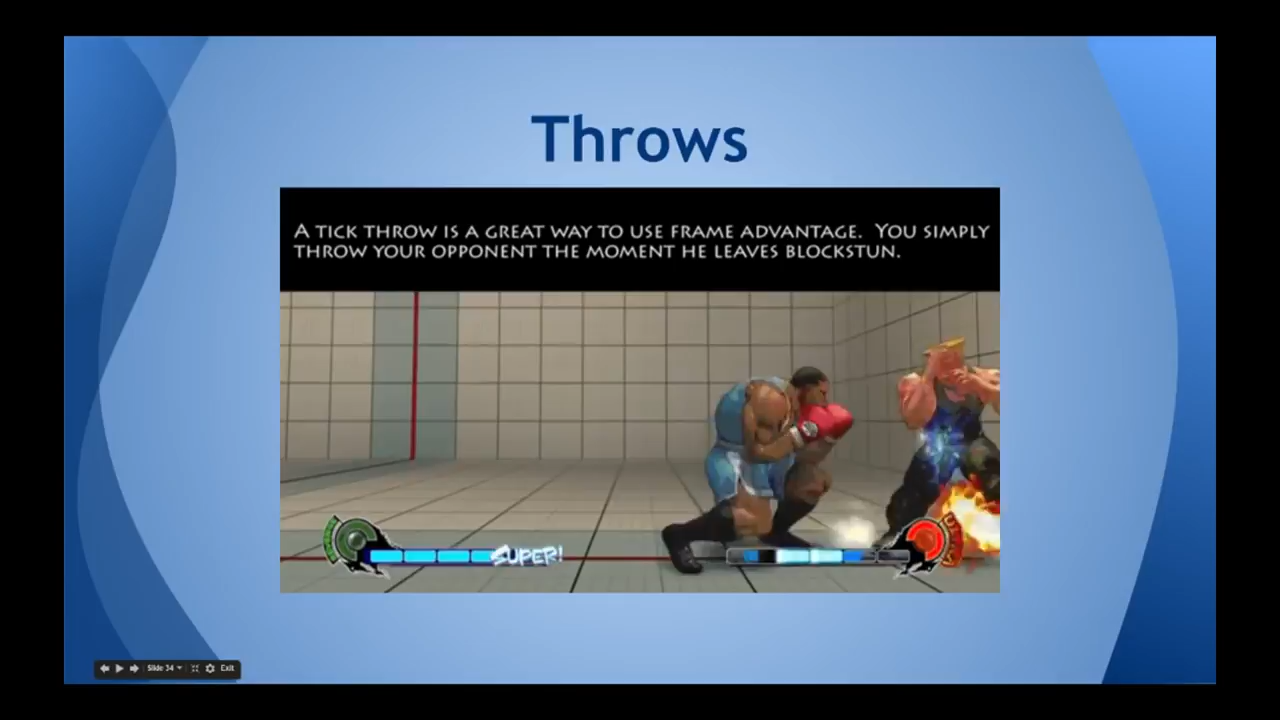 Throws
A TICK THROW IS A GREAT WAY TO USE FRAME ADVANTAGE. YOU SIMPLY
THROW YOUR OPPONENT THE MOMENT HE LEAVES BLOCKSTUN.
SUPER!
Slide 34
Exit